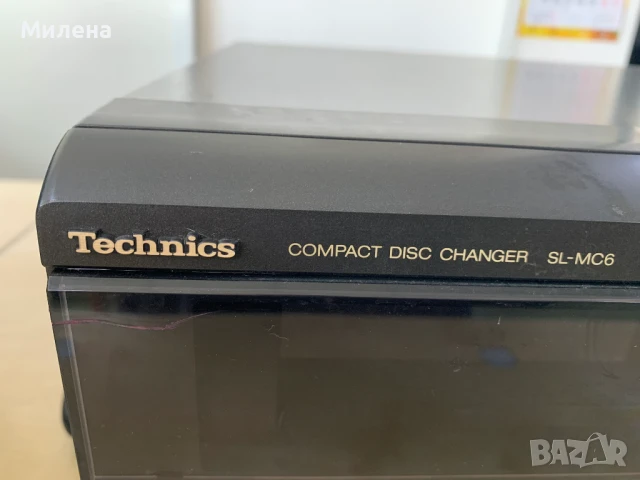 Милена
Technics COMPACT DISC CHANGER SL-MC6
BAZAR